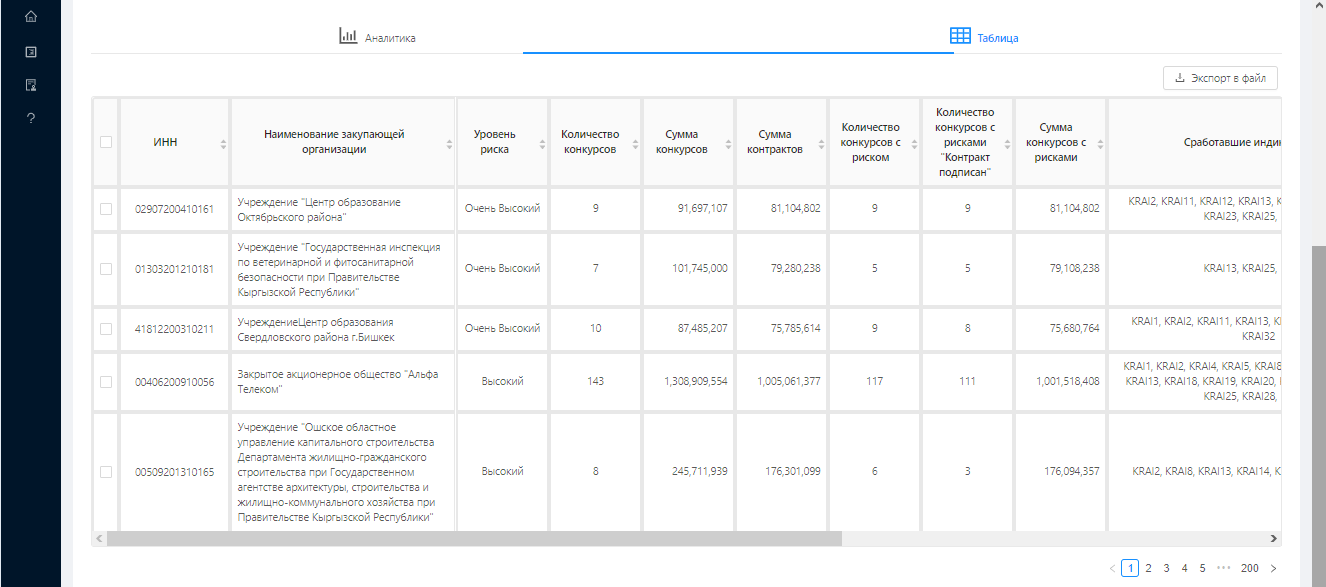 Аналитика
Таблица
Экспорт в файл
ИНН
Наименование закупающей
организации
Уровень
риска
Количество
конкурсов
Сумма
конкурсов
Сумма
контрактов
Количество
конкурсов с
риском
Количество
конкурсов с
рисками
"Контракт
подписан"
Сумма
конкурсов с
рисками
Сработавшие
02907200410161
Учреждение "Центр образование
Октябрьского района"
Очень Высокий
9
91,697,107
81,104,802
9
9
81,104,802
KRAI2, KRAI11, KRAI12, KRAI13,
KRAI23, KRAI25,
01303201210181
Учреждение "Государственная инспекция
по ветеринарной и фитосанитарной
безопасности при Правительстве
Кыргызской Республики"
Очень Высокий
7
101,745,000
79,280,238
5
5
79,108,238
KRAI13, KRAI25,
41812200310211
УчреждениеЦентр образования
Свердловского района г.Бишкек
Очень Высокий
10
87,485,207
75,785,614
9
8
75,680,764
KRAI1, KRAI2, KRAI11, KRAI13,
KRAI32
00406200910056
Закрытое акционерное общество "Альфа
Телеком"
Высокий
143
1,308,909,554
1,005,061,377
117
111
1,001,518,408
KRAI1, KRAI2, KRAI4, KRAI5, KRAI8
KRAI13, KRAI18, KRAI19, KRAI20,
KRAI25, KRAI28,
00509201310165
Учреждение "Ошское областное
управление капитального строительства
Департамента жилищно-гражданского
строительства при Государственном
агентстве архитектуры, строительства и
жилищно-коммунального хозяйства при
Правительстве Кыргызской Республики"
Высокий
8
245,711,939
176,301,099
6
3
176,094,357
KRAI2, KRAI8, KRAI13, KRAI14,
< 1 2 3 4 5 ••• 200 >